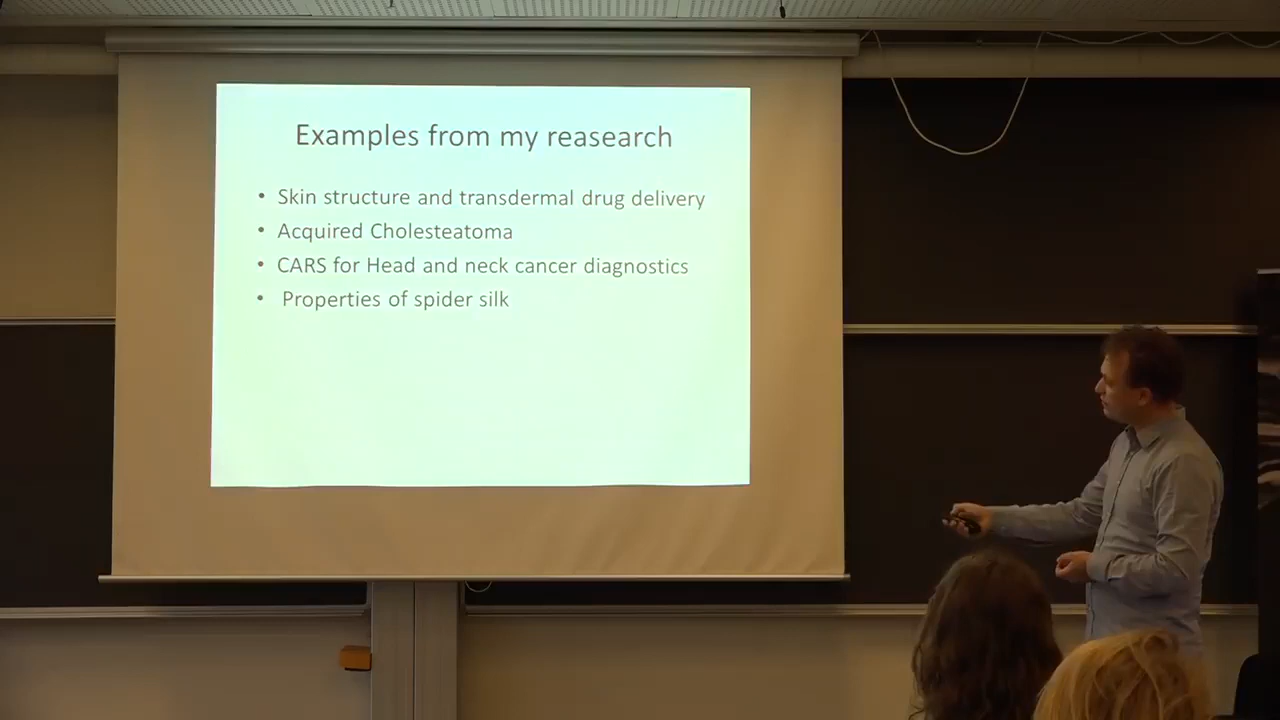 Examples from my reasearch
• Skin structure and transdermal drug delivery
• Acquired Cholesteatoma
• CARS for Head and neck cancer diagnostics
• Properties of spider silk